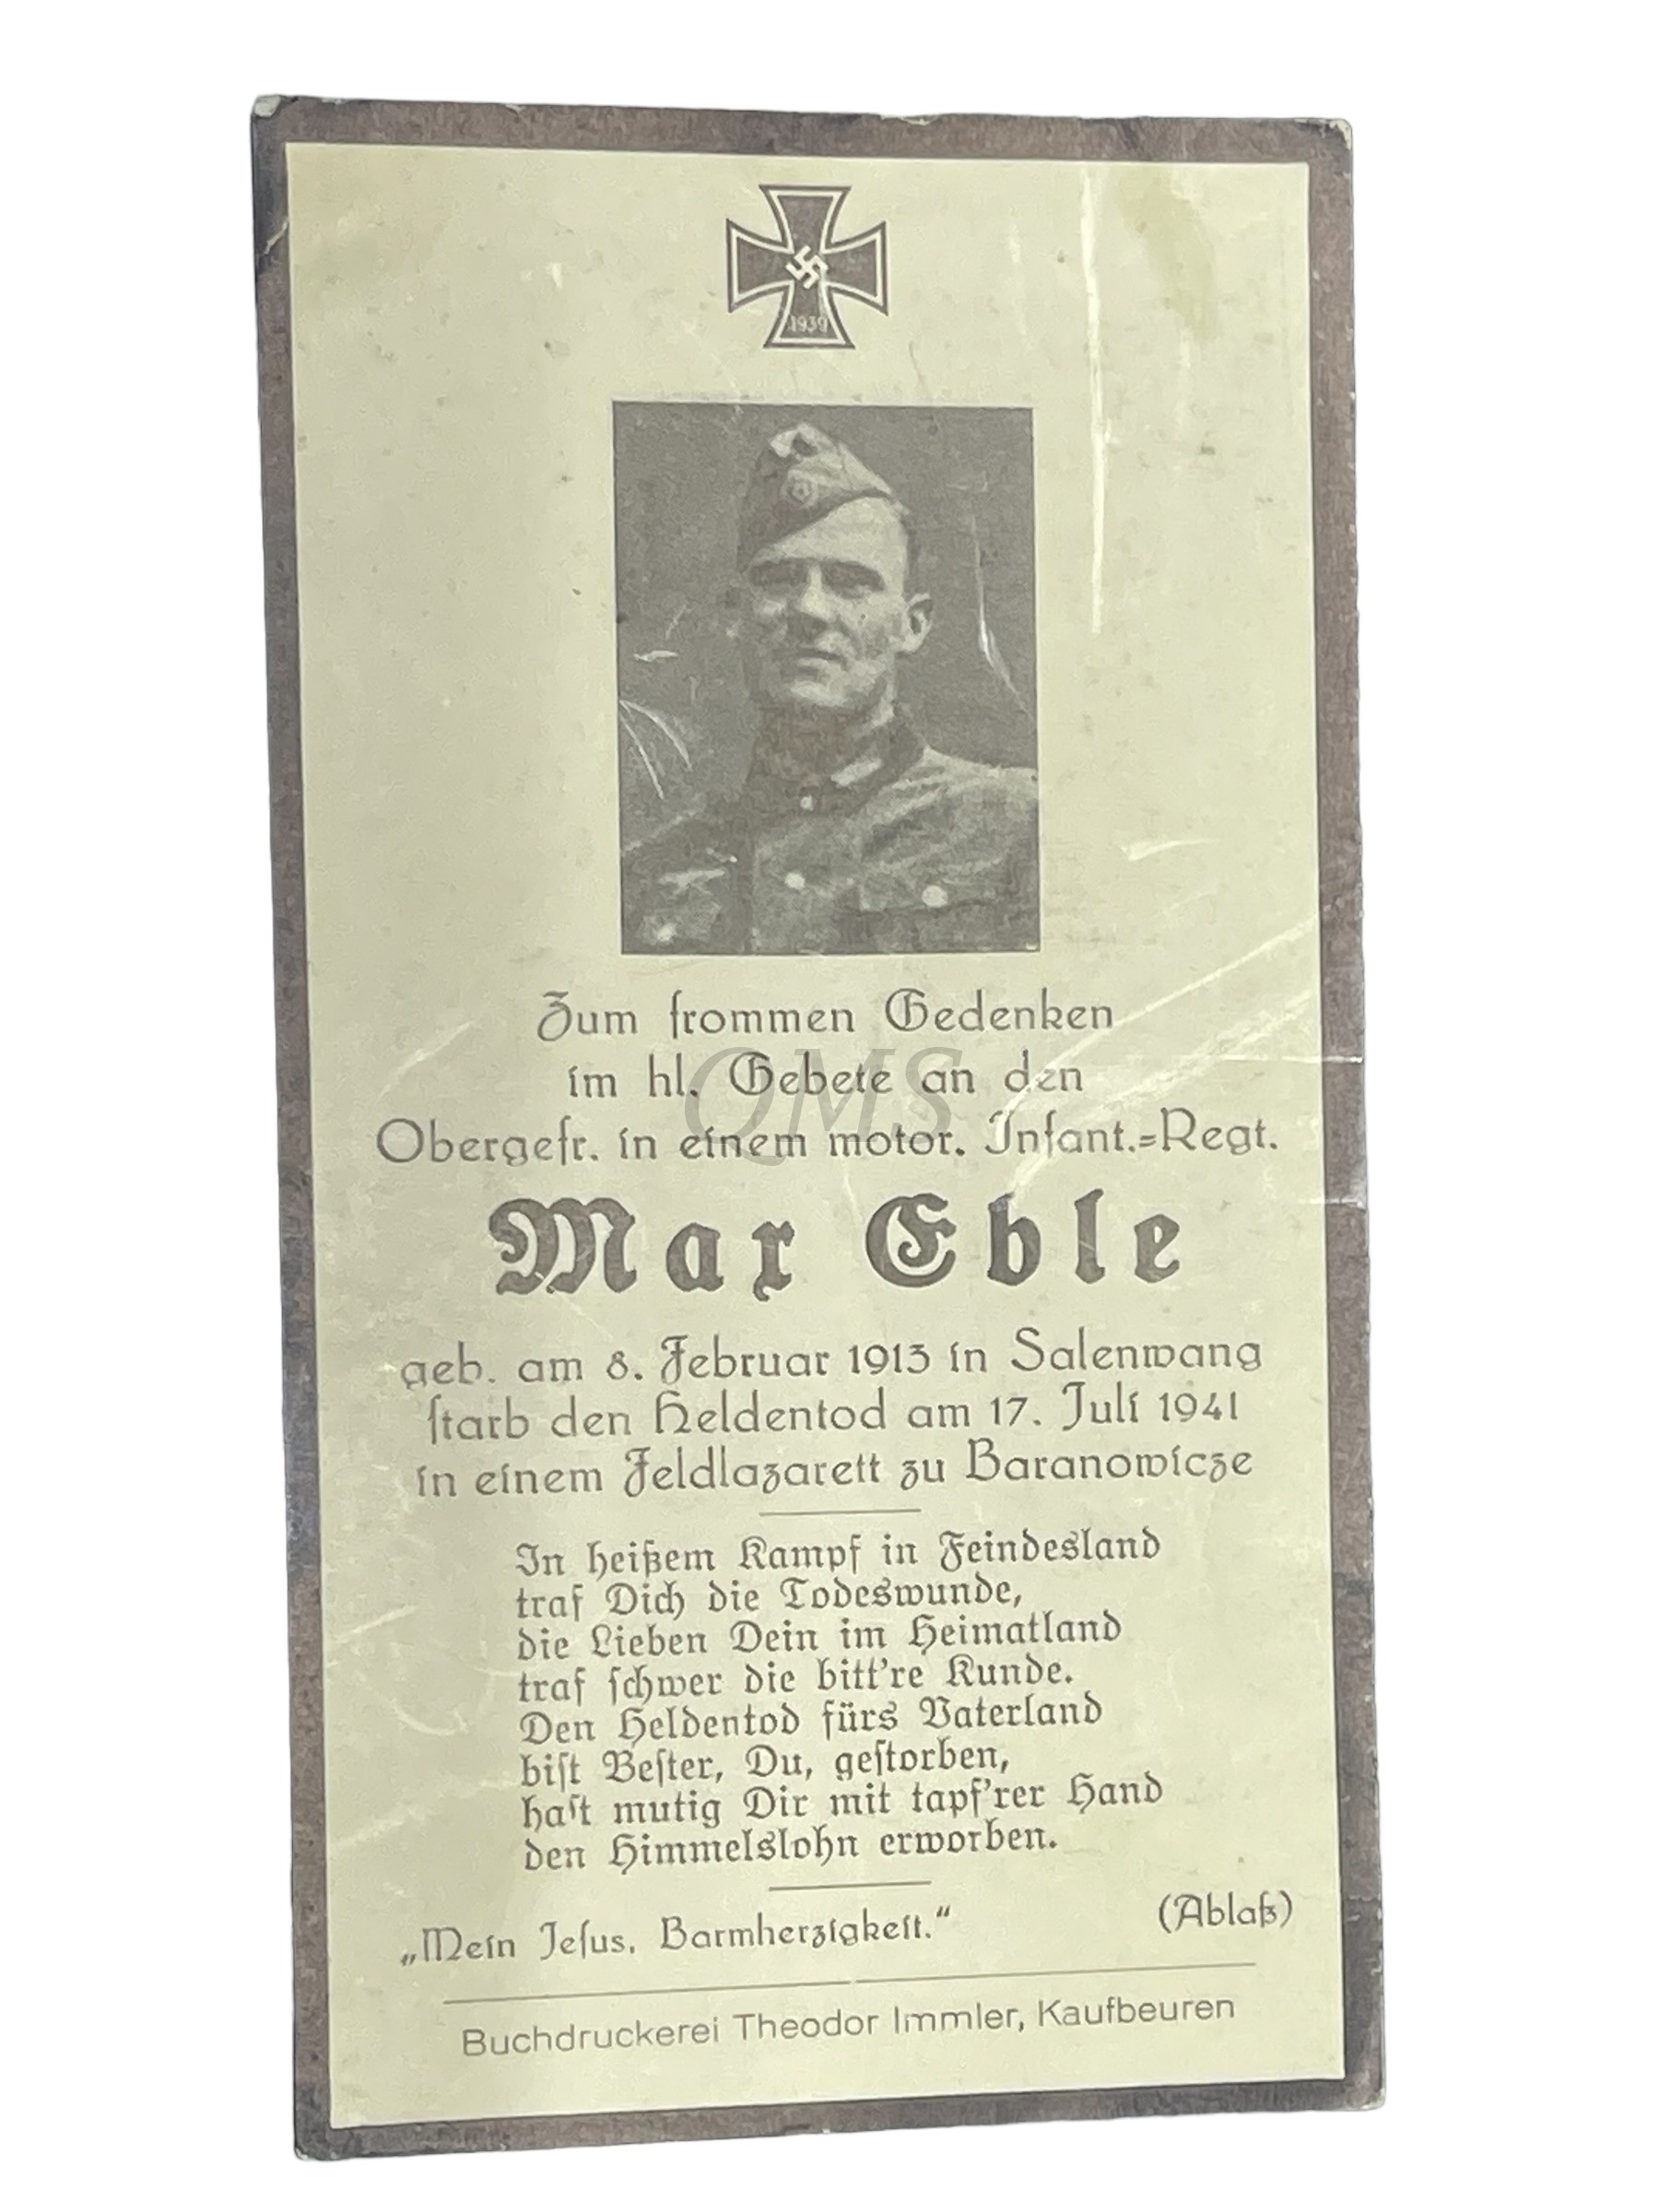 1939
Zum frommen Gedenken
im hl. Gebete an den
Obergefr. in einem motor. Infant.=Regt.
Max Eble
geb. am 8. Februar 1913 in Salenwang
starb den Heldentod am 17. Juli 1941
in einem Feldlazarett zu Baranowicze
In heißem Kampf in Feindesland
traf Dich die Todeswunde,
die Lieben Dein im Heimatland
traf schwer die bitt're Kunde.
Den Heldentod fürs Vaterland
bist Bester, Du, gestorben,
hast mutig Dir mit tapf'rer Hand
den Himmelslohn erworben.
„Mein Jesus, Barmherzigkeit.“ (Ablaß)
Buchdruckerei Theodor Immler, Kaufbeuren
QMS